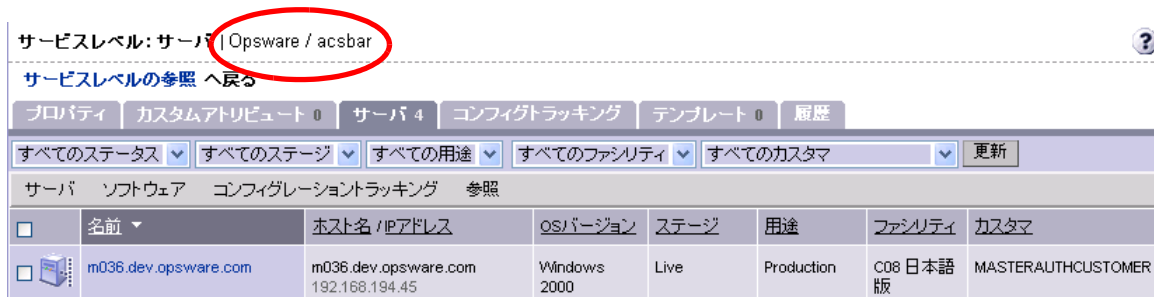 サービスレベル: サーバ | Opsware / acsbar
?
サービスレベルの参照 へ戻る
プロパティ カスタムアトリビュート 0 サーバ 4 コンフィグトラッキング テンプレート 0 履歴
すべてのステータス すべてのステージ すべての用途 すべてのファシリティ すべてのカスタマ 更新
サーバ ソフトウェア コンフィグレーショントラッキング 参照
名前 ホスト名 / IPアドレス OSバージョン ステージ 用途 ファシリティ カスタマ
m036.dev.opsware.com m036.dev.opsware.com Windows Live Production C08 日本語 MASTERAUTHCUSTOMER
192.168.194.45 2000 版